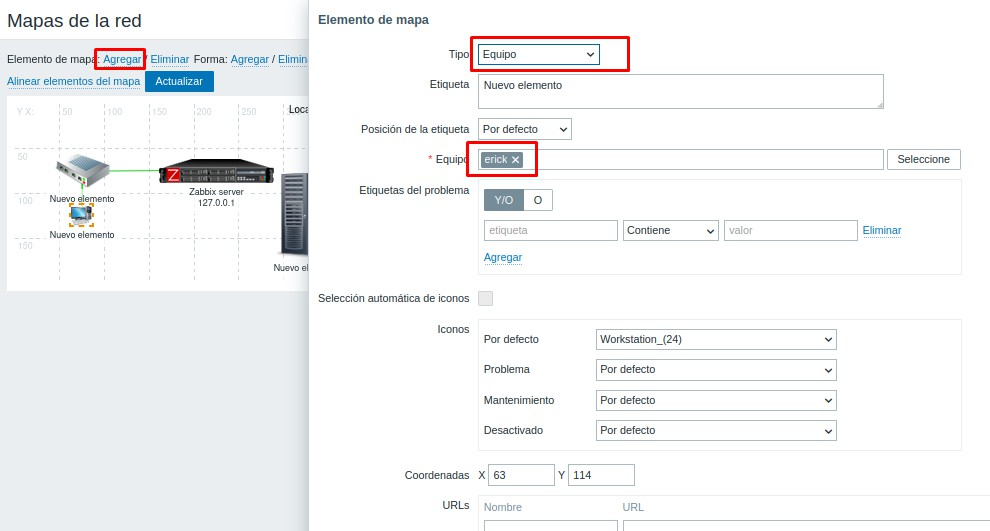 Mapas de la red
Elemento de mapa: Agregar / Eliminar Forma: Agregar / Elimin
Alinear elementos del mapa Actualizar
Y X: 50 100 150 200 250 Loca
50
100
150
Nuevo elemento
Zabbix server
127.0.0.1
Nuevo elemento
Nuevo el
Elemento de mapa
Tipo Equipo
Etiqueta Nuevo elemento
Posición de la etiqueta Por defecto
* Equipo erick Seleccione
Etiquetas del problema
Y/O O
etiqueta Contiene valor Eliminar
Agregar
Selección automática de iconos
Iconos
Por defecto Workstation_(24)
Problema Por defecto
Mantenimiento Por defecto
Desactivado Por defecto
Coordenadas X 63 Y 114
URLs Nombre URL